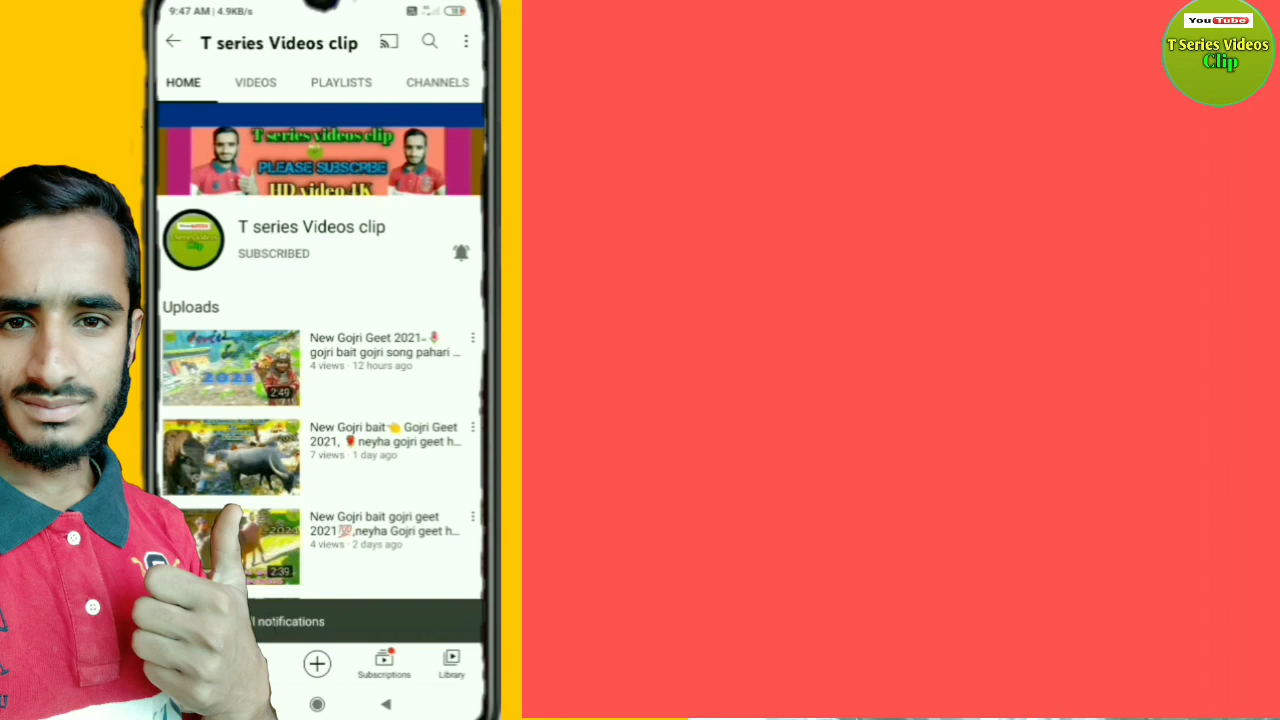 9:47 AM | 4.9KB/s
T series Videos clip
HOME VIDEOS PLAYLISTS CHANNELS
T series videos clip
PLEASE SUBSCRIBE
HD video 4K
T series Videos clip
SUBSCRIBED
Uploads
New Gojri Geet 2021-🎙
gojri bait gojri song pahari ...
4 views · 12 hours ago
2021
2:49
New Gojri bait👈 Gojri Geet
2021, 🌹neyha gojri geet h...
7 views · 1 day ago
New Gojri bait gojri geet
2021💯,neyha Gojri geet h...
4 views · 2 days ago
2:39
notifications
Subscriptions Library
YouTube
T Series Videos
Clip